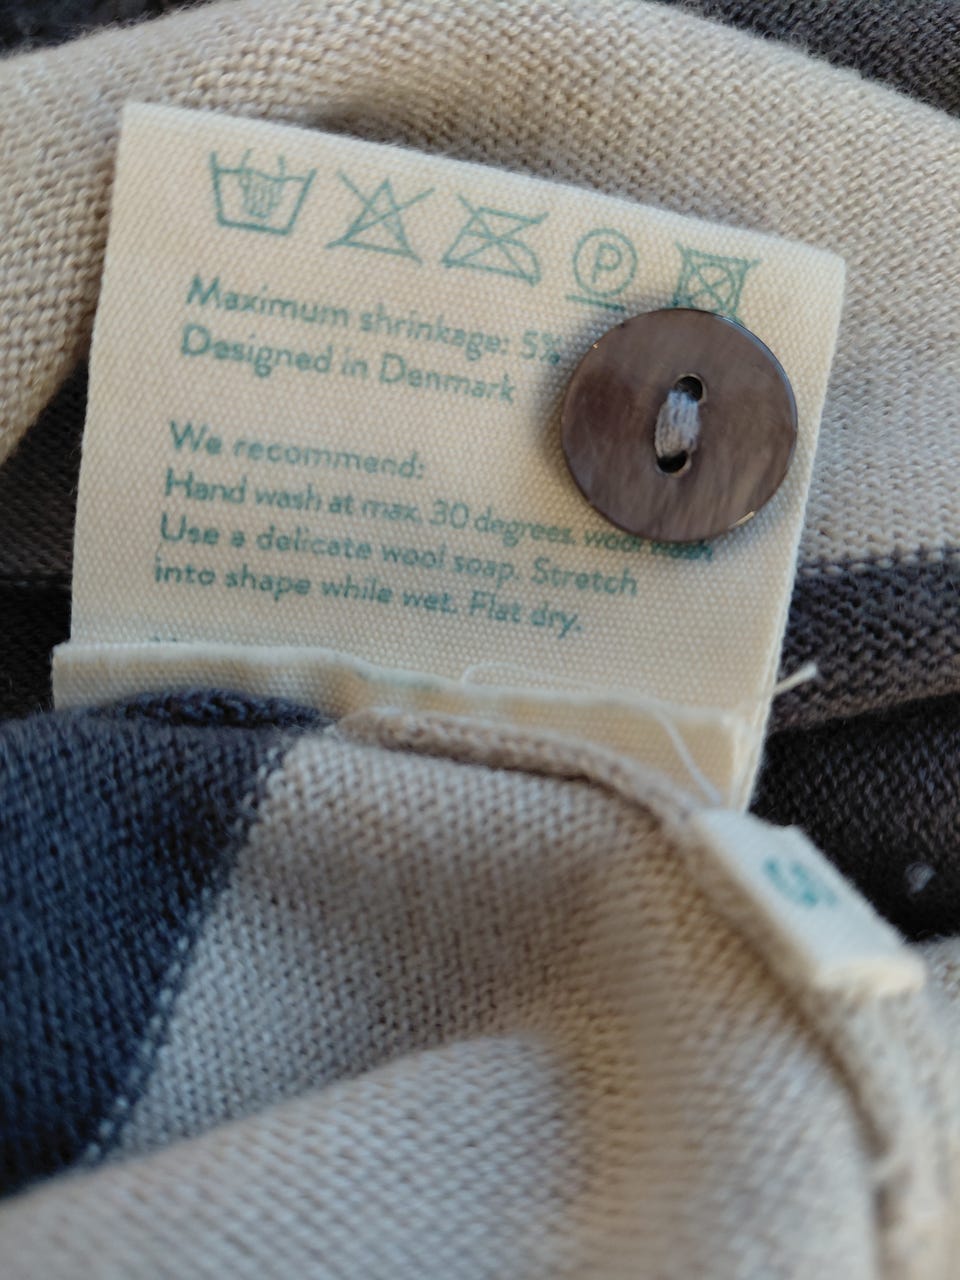 P
Maximum shrinkage: 5%
Designed in Denmark
We recommend:
Hand wash at max. 30 degrees, wool wash.
Use a delicate wool soap. Stretch
into shape while wet. Flat dry.